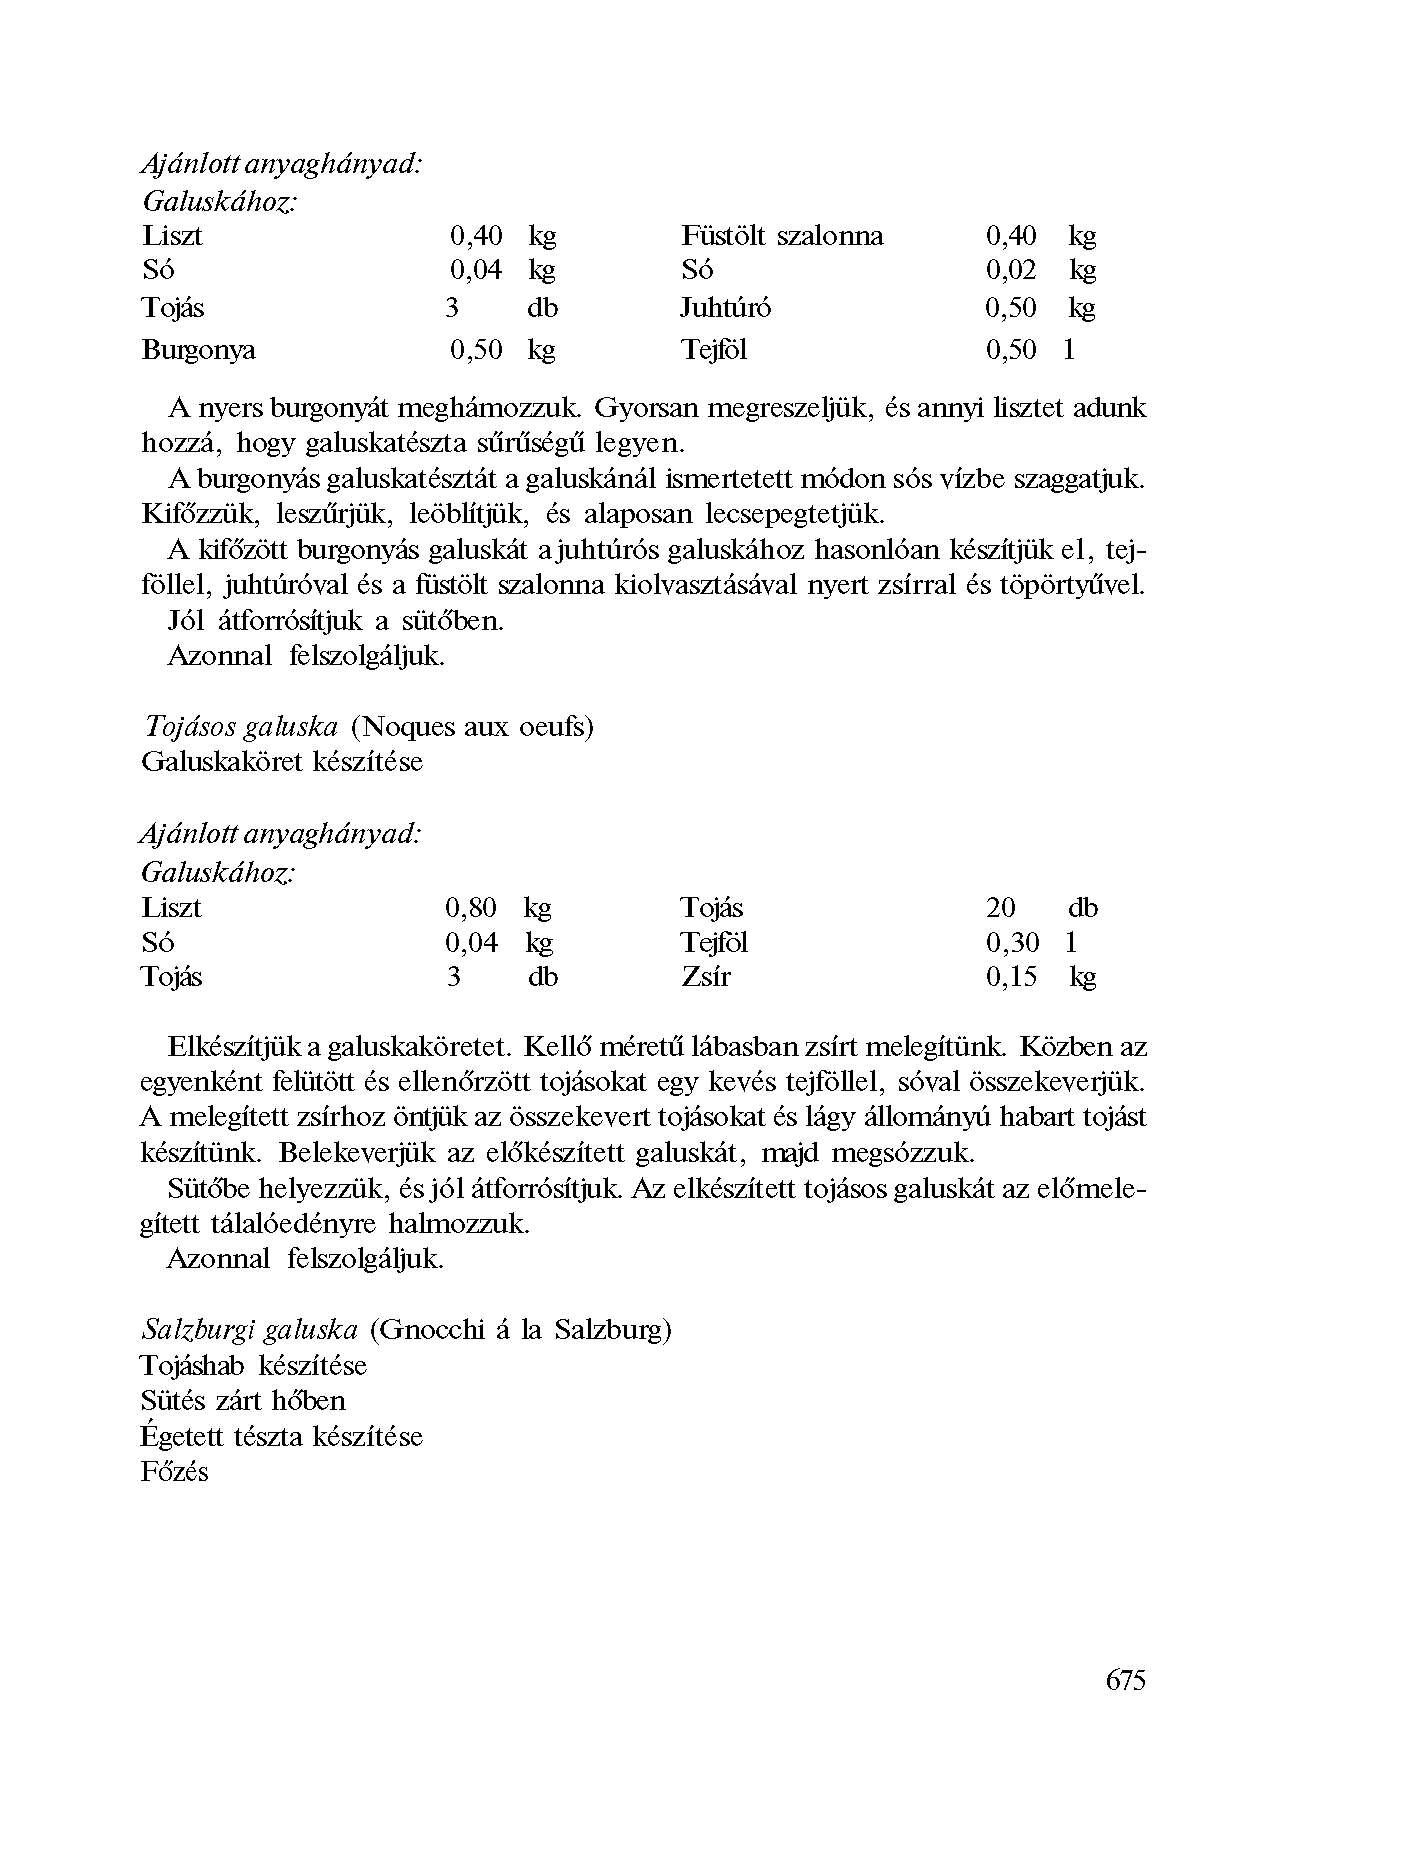 Ajánlott anyaghányad:
Galuskához:
Liszt 0,40 kg Füstölt szalonna 0,40 kg
Só 0,04 kg Só 0,02 kg
Tojás 3 db Juhtúró 0,50 kg
Burgonya 0,50 kg Tejföl 0,50 l
A nyers burgonyát meghámozzuk. Gyorsan megreszeljük, és annyi lisztet adunk
hozzá, hogy galuskatészta sűrűségű legyen.
A burgonyás galuskatésztát a galuskánál ismertetett módon sós vízbe szaggatjuk.
Kifőzzük, leszűrjük, leöblítjük, és alaposan lecsepegtetjük.
A kifőzött burgonyás galuskát a juhtúrós galuskához hasonlóan készítjük el, tej-
föllel, juhtúróval és a füstölt szalonna kiolvasztásával nyert zsírral és töpörtyűvel.
Jól átforrósítjuk a sütőben.
Azonnal felszolgáljuk.
Tojásos galuska (Noques aux oeufs)
Galuskaköret készítése
Ajánlott anyaghányad:
Galuskához:
Liszt 0,80 kg Tojás 20 db
Só 0,04 kg Tejföl 0,30 l
Tojás 3 db Zsír 0,15 kg
Elkészítjük a galuskaköretet. Kellő méretű lábasban zsírt melegítünk. Közben az
egyenként felütött és ellenőrzött tojásokat egy kevés tejföllel, sóval összekeverjük.
A melegített zsírhoz öntjük az összekevert tojásokat és lágy állományú habart tojást
készítünk. Belekeverjük az előkészített galuskát, majd megsózzuk.
Sütőbe helyezzük, és jól átforrósítjuk. Az elkészített tojásos galuskát az előmele-
gített tálalóedényre halmozzuk.
Azonnal felszolgáljuk.
Salzburgi galuska (Gnocchi á la Salzburg)
Tojáshab készítése
Sütés zárt hőben
Égetett tészta készítése
Főzés
675